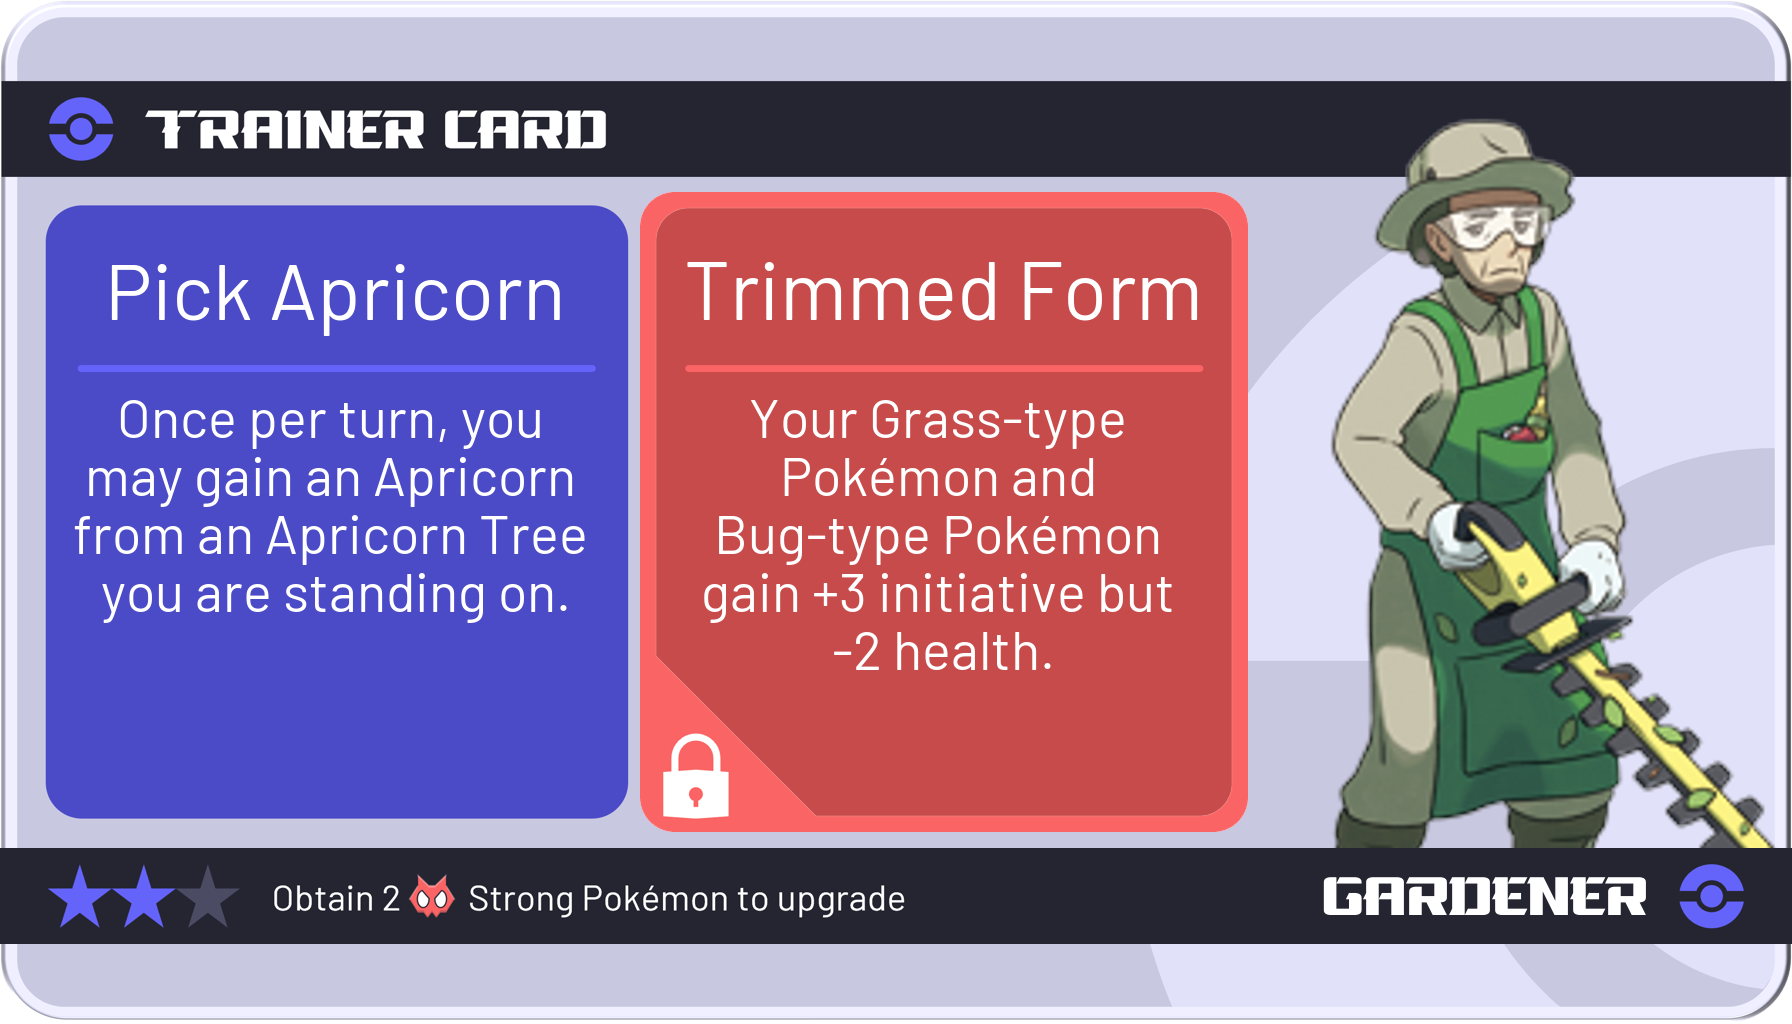 TRAINER CARD
Pick Apricorn
Once per turn, you
may gain an Apricorn
from an Apricorn Tree
you are standing on.
Trimmed Form
Your Grass-type
Pokémon and
Bug-type Pokémon
gain +3 initiative but
-2 health.
Obtain 2 Strong Pokémon to upgrade
GARDENER